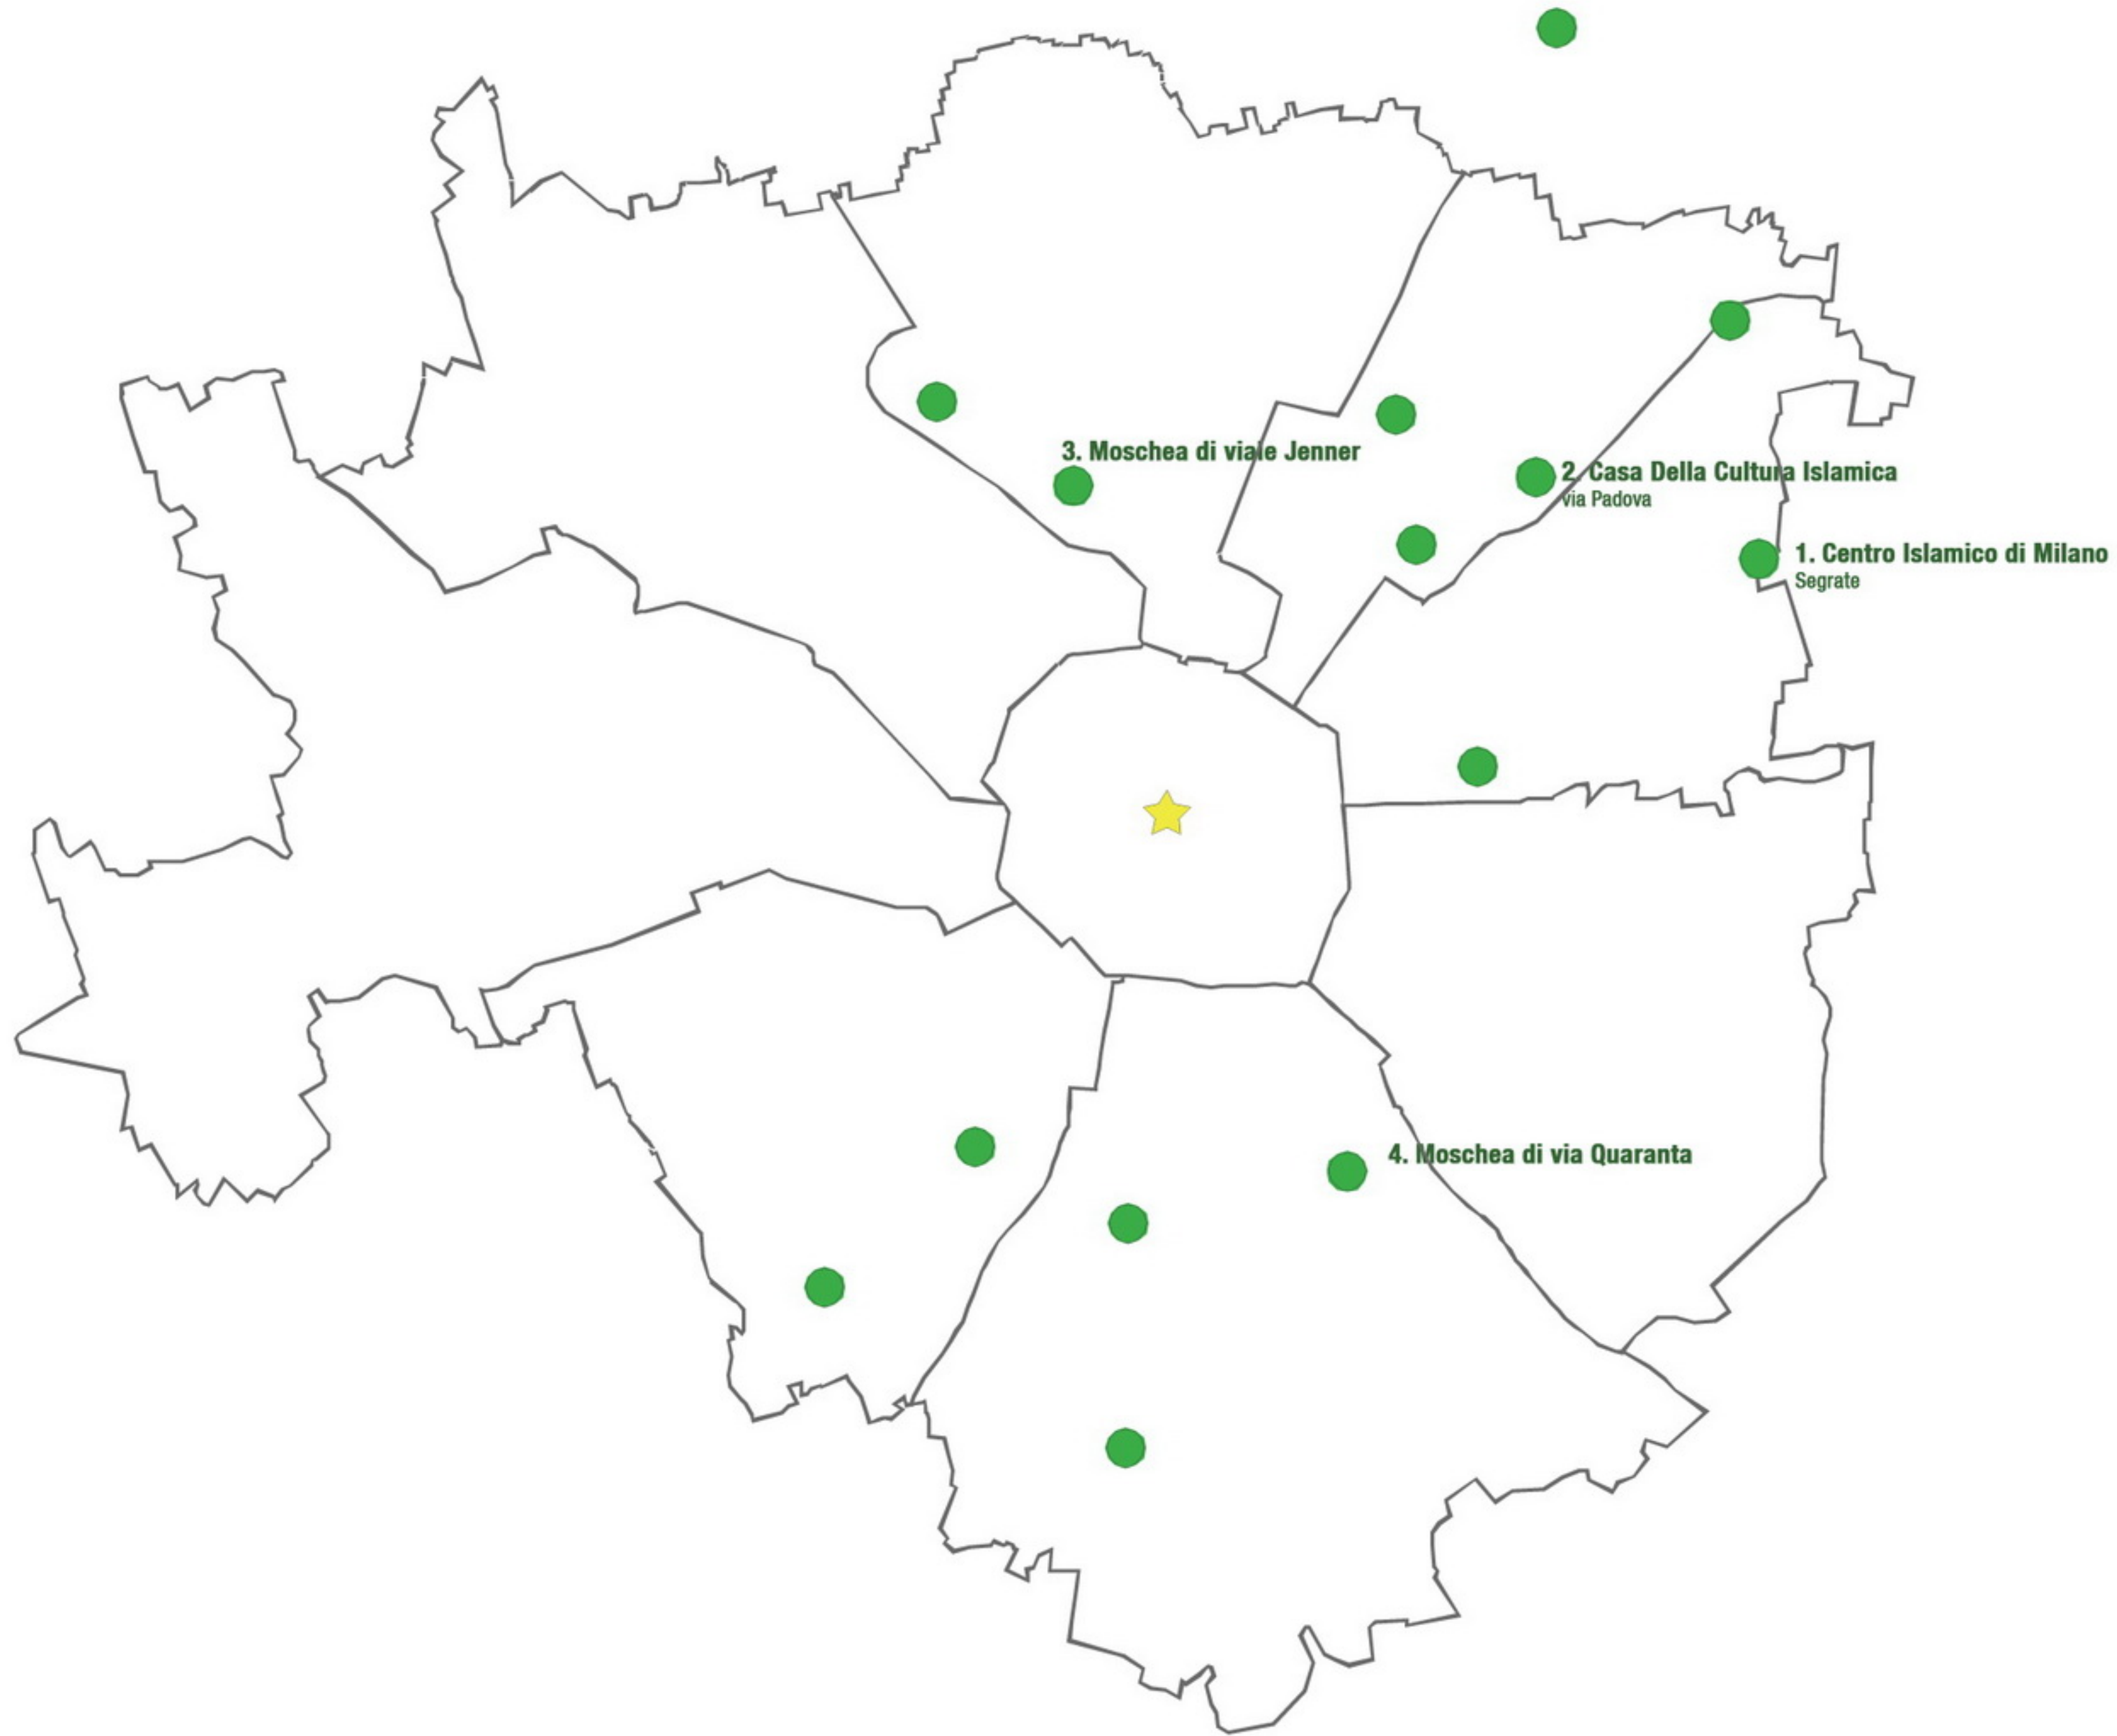 3. Moschea di viale Jenner
2. Casa Della Cultura Islamica
via Padova
1. Centro Islamico di Milano
Segrate
4. Moschea di via Quaranta